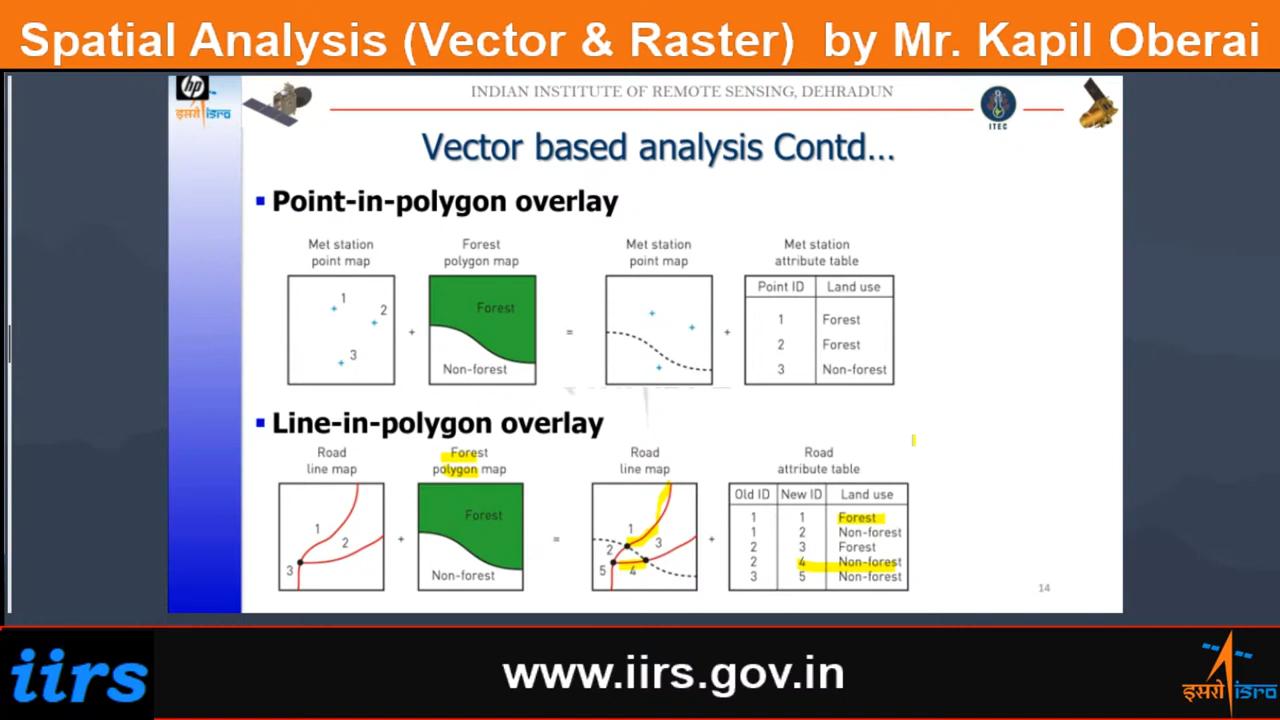 Spatial Analysis (Vector & Raster) by Mr. Kapil Oberai
hp
इसरो isro
INDIAN INSTITUTE OF REMOTE SENSING, DEHRADUN
ITEC
Vector based analysis Contd...
Point-in-polygon overlay
Met station
point map
Forest
polygon map
Met station
point map
Met station
attribute table
1
2
3
+
Forest
Non-forest
=
+
Point ID Land use
1 Forest
2 Forest
3 Non-forest
Line-in-polygon overlay
Road
line map
Forest
polygon map
Road
line map
Road
attribute table
1
2
3
+
Forest
Non-forest
=
1
2
3
5
4
+
Old ID New ID Land use
1 1 Forest
1 2 Non-forest
2 3 Forest
2 4 Non-forest
3 5 Non-forest
14
iirs
www.iirs.gov.in
इसरो isro